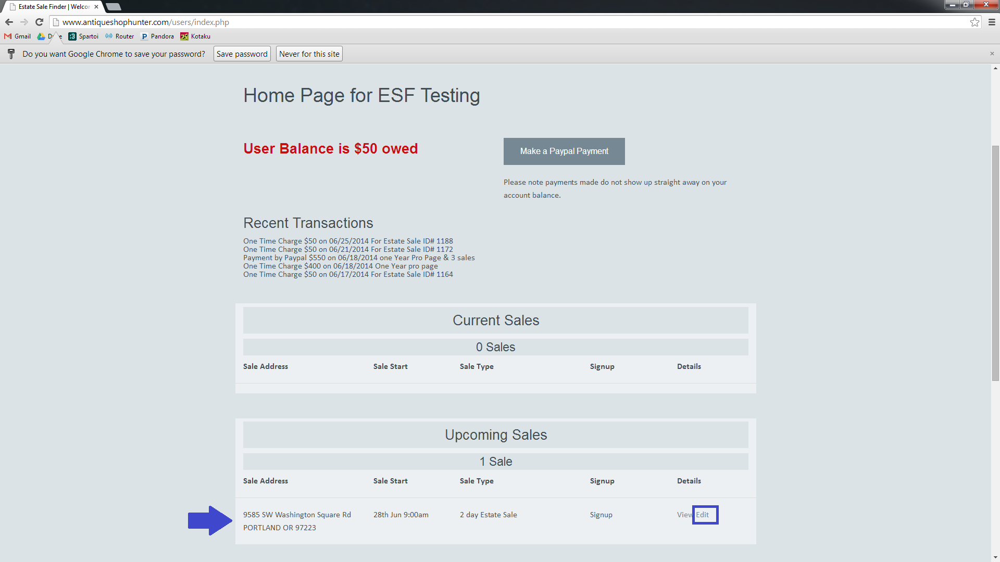 Estate Sale Finder | Welcor
www.antiqueshophunter.com/users/index.php
Gmail Spartoi Router Pandora Kotaku
Do you want Google Chrome to save your password? Save password Never for this site
Home Page for ESF Testing
User Balance is $50 owed
Make a Paypal Payment
Please note payments made do not show up straight away on your
account balance.
Recent Transactions
One Time Charge $50 on 06/25/2014 For Estate Sale ID# 1188
One Time Charge $50 on 06/21/2014 For Estate Sale ID# 1172
Payment by Paypal $550 on 06/18/2014 one Year Pro Page & 3 sales
One Time Charge $400 on 06/18/2014 One Year pro page
One Time Charge $50 on 06/17/2014 For Estate Sale ID# 1164
Current Sales
0 Sales
Sale Address Sale Start Sale Type Signup Details
Upcoming Sales
1 Sale
Sale Address Sale Start Sale Type Signup Details
9585 SW Washington Square Rd 28th Jun 9:00am 2 day Estate Sale Signup View Edit
PORTLAND OR 97223